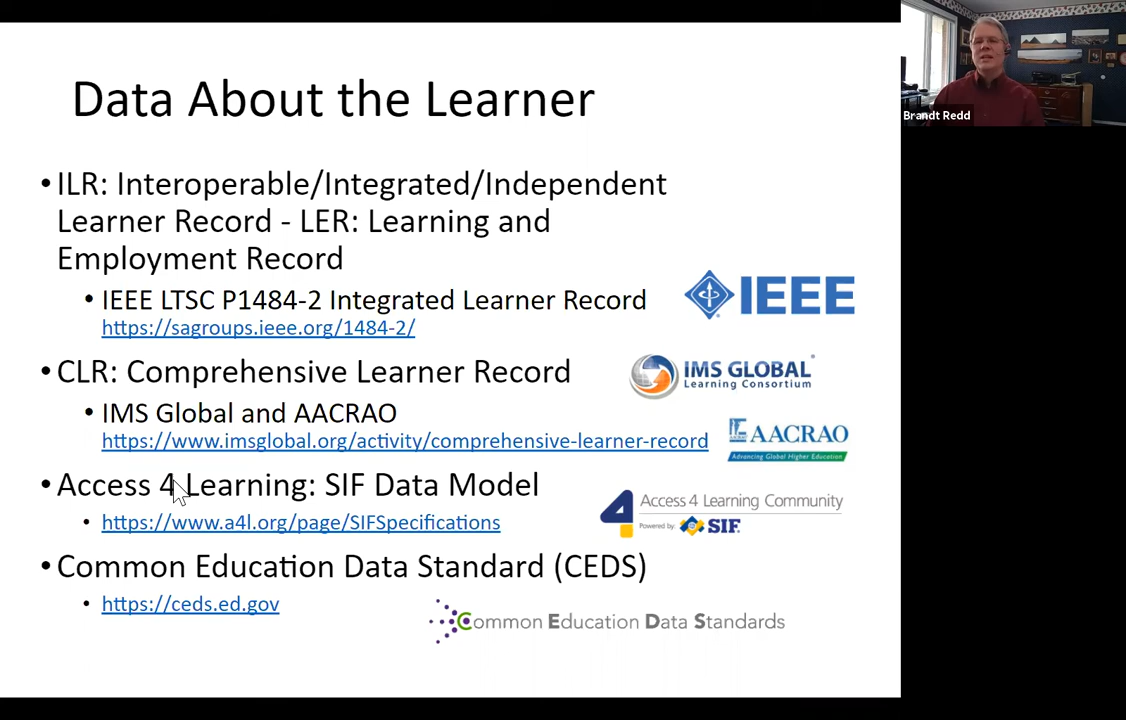 Data About the Learner
Brandt Redd
• ILR: Interoperable/Integrated/Independent
Learner Record - LER: Learning and
Employment Record
• IEEE LTSC P1484-2 Integrated Learner Record
https://sagroups.ieee.org/1484-2/
IEEE
• CLR: Comprehensive Learner Record
IMS GLOBAL
Learning Consortium
• IMS Global and AACRAO
https://www.imsglobal.org/activity/comprehensive-learner-record
AACRAO
Advancing Global Higher Education
• Access 4 Learning: SIF Data Model
• https://www.a4l.org/page/SIFSpecifications
4 Access 4 Learning Community
Powered by SIF
• Common Education Data Standard (CEDS)
• https://ceds.ed.gov
Common Education Data Standards